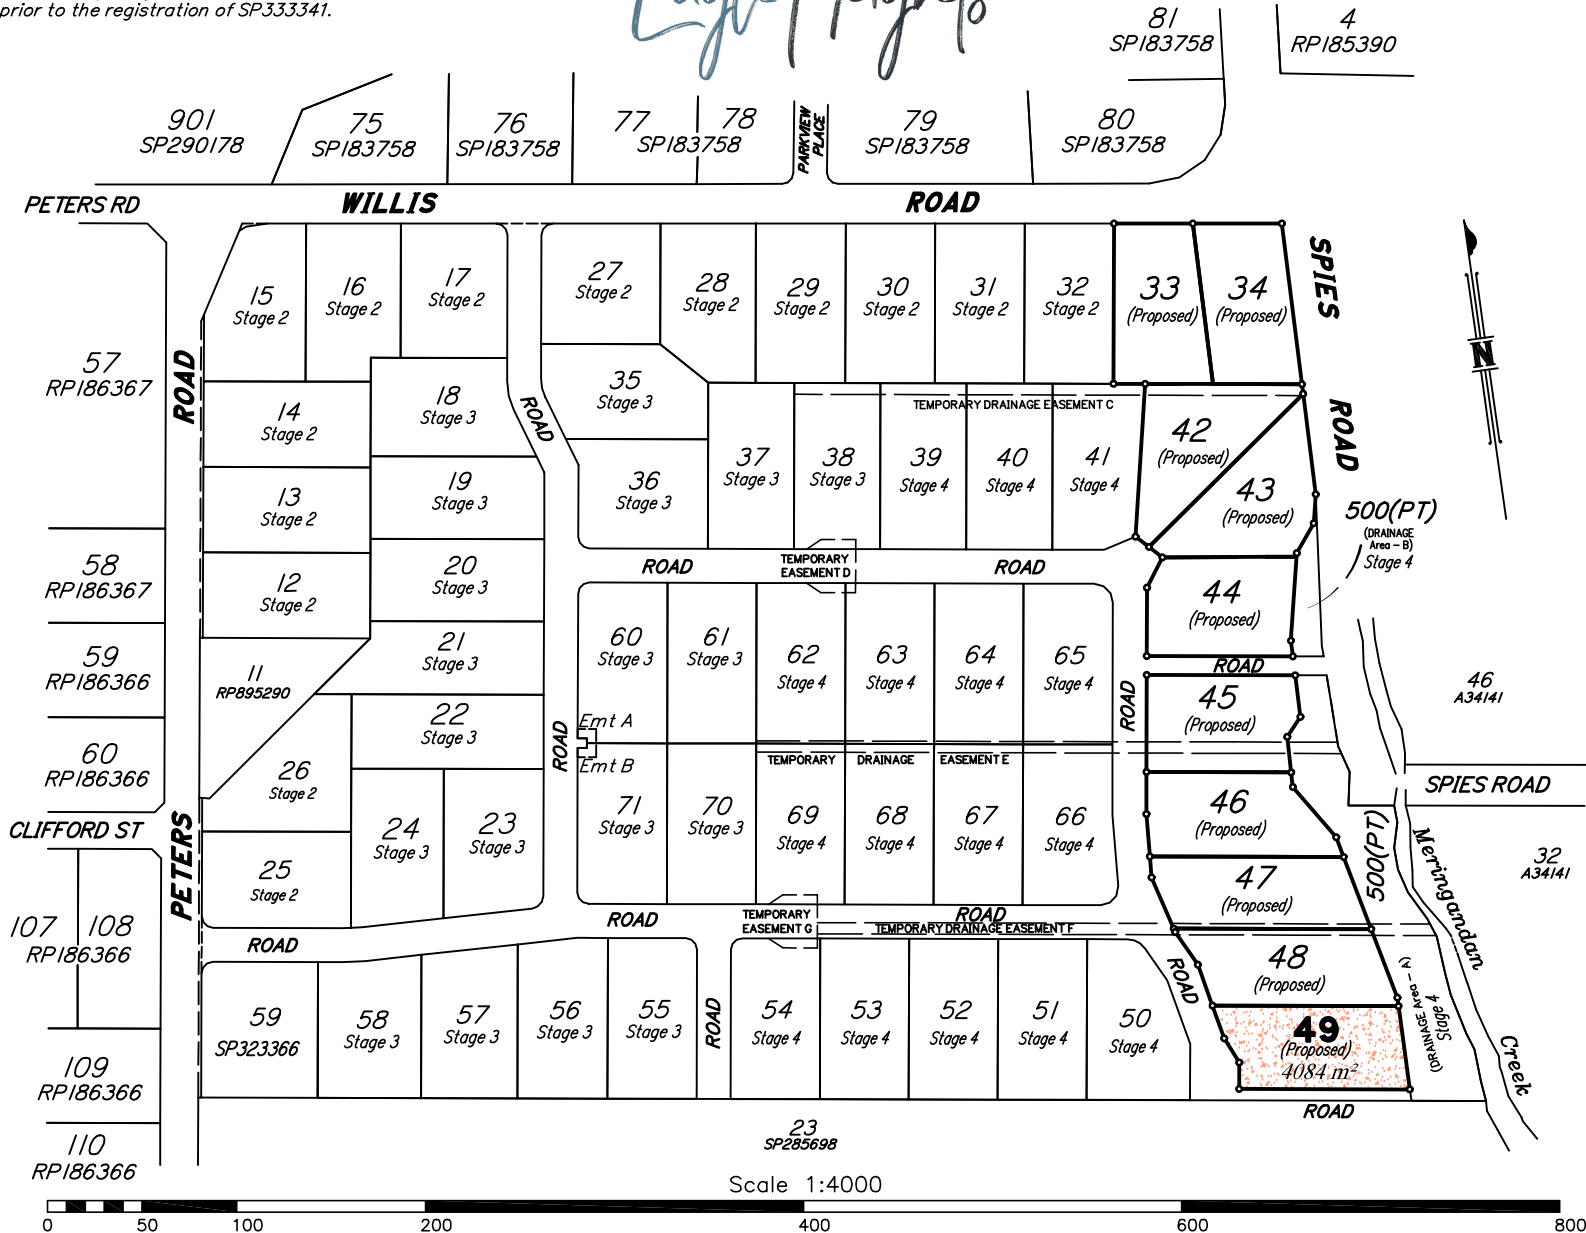 prior to the registration of SP333341.
81
SP183758
4
RP185390
901
SP290178
75
SP183758
76
SP183758
77
78
SP183758
PARKVIEW
PLACE
79
SP183758
80
SP183758
PETERS RD
WILLIS
ROAD
15
Stage 2
16
Stage 2
17
Stage 2
27
Stage 2
28
Stage 2
29
Stage 2
30
Stage 2
31
Stage 2
32
Stage 2
33
(Proposed)
34
(Proposed)
SPIES
ROAD
N
57
RP186367
ROAD
14
Stage 2
18
Stage 3
ROAD
35
Stage 3
TEMPORARY DRAINAGE EASEMENT C
13
Stage 2
19
Stage 3
36
Stage 3
37
Stage 3
38
Stage 3
39
Stage 4
40
Stage 4
41
Stage 4
42
(Proposed)
43
(Proposed)
500(PT)
(DRAINAGE
Area - B)
Stage 4
58
RP186367
12
Stage 2
20
Stage 3
ROAD
TEMPORARY
EASEMENT D
ROAD
44
(Proposed)
59
RP186366
11
RP895290
21
Stage 3
60
Stage 3
61
Stage 3
62
Stage 4
63
Stage 4
64
Stage 4
65
Stage 4
ROAD
ROAD
45
(Proposed)
46
A34141
60
RP186366
22
Stage 3
ROAD
Emt A
Emt B
TEMPORARY DRAINAGE EASEMENT E
SPIES ROAD
26
Stage 2
CLIFFORD ST
PETERS
24
Stage 3
23
Stage 3
71
Stage 3
70
Stage 3
69
Stage 4
68
Stage 4
67
Stage 4
66
Stage 4
46
(Proposed)
500(PT)
Meringandan
Creek
32
A34141
25
Stage 2
47
(Proposed)
107
108
RP186366
ROAD
ROAD
TEMPORARY
EASEMENT G
ROAD
TEMPORARY DRAINAGE EASEMENT F
48
(Proposed)
ROAD
(DRAINAGE Area - A)
Stage 4
59
SP323366
58
Stage 3
57
Stage 3
56
Stage 3
55
Stage 3
ROAD
54
Stage 4
53
Stage 4
52
Stage 4
51
Stage 4
50
Stage 4
49
(Proposed)
4084 m²
109
RP186366
ROAD
110
RP186366
23
SP285698
Scale 1:4000
0 50 100 200 400 600 800